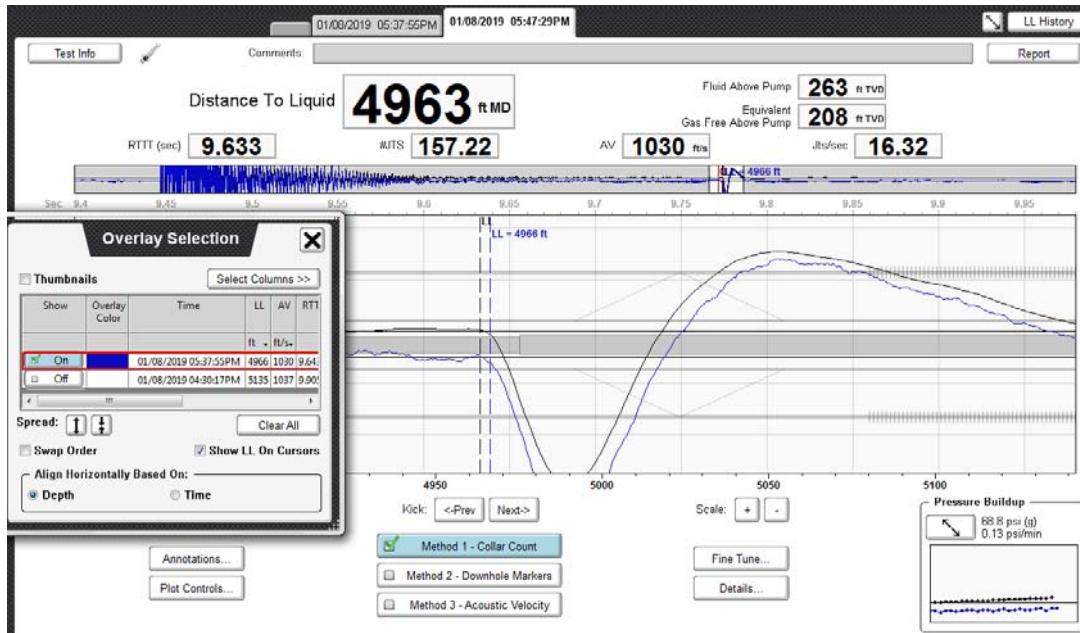 01/08/2019 05:37:55PM
01/08/2019 05:47:29PM
LL History
Test Info
Comments:
Report
Distance To Liquid 4963 ft MD
Fluid Above Pump 263 ft TVD
Equivalent
Gas Free Above Pump 208 ft TVD
RTTT (sec) 9.633
#JTS 157.22
AV 1030 ft/s
Jts/sec 16.32
LL = 4966 ft
Sec. 9.4 9.45 9.5 9.55 9.6 9.65 9.7 9.75 9.8 9.85 9.9 9.95
LL
LL = 4966 ft
Overlay Selection
Thumbnails
Select Columns >>
Show Overlay Color Time LL AV RTT
ft ft/s
On 01/08/2019 05:37:55PM 4966 1030 9.64
Off 01/08/2019 04:30:17PM 5135 1037 9.90
Spread:
Clear All
Swap Order
Show LL On Cursors
Align Horizontally Based On:
Depth
Time
4950 5000 5050 5100
Kick: <-Prev Next->
Scale: + -
Pressure Buildup
68.8 psi (g)
0.13 psi/min
Annotations...
Plot Controls...
Method 1 - Collar Count
Method 2 - Downhole Markers
Method 3 - Acoustic Velocity
Fine Tune...
Details...